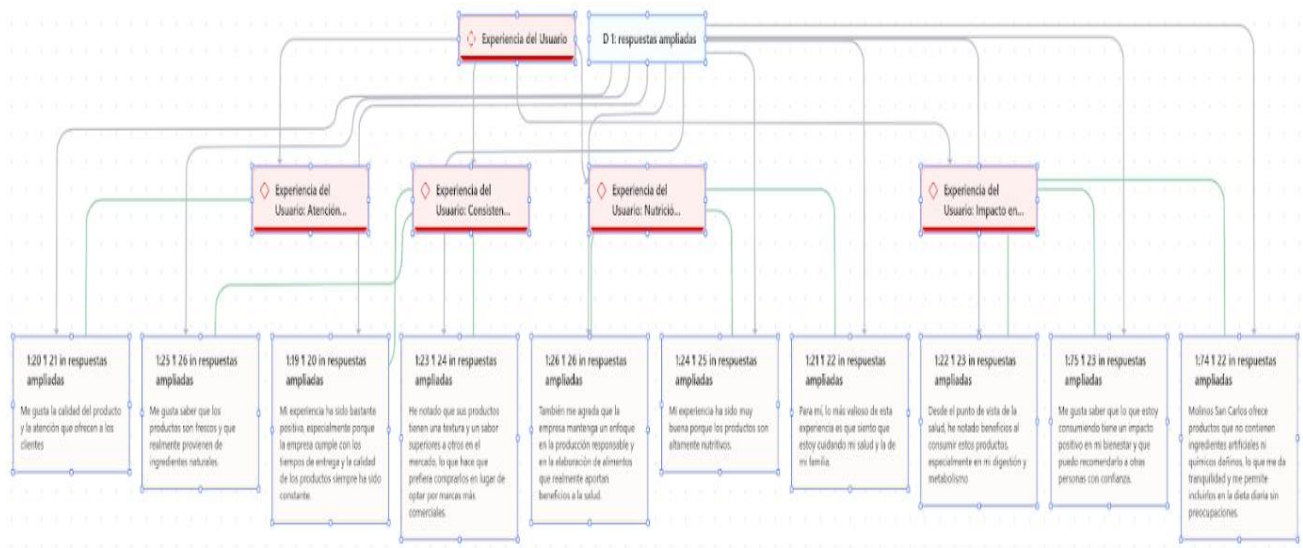 Experiencia del Usuario
D 1: respuestas ampliadas
Experiencia del
Usuario: Atención...
Experiencia del
Usuario: Consisten...
Experiencia del
Usuario: Nutrició...
Experiencia del
Usuario: Impacto en...
1:20 ¶ 21 in respuestas
ampliadas
Me gusta la calidad del producto
y la atención que ofrecen a los
clientes
1:25 ¶ 26 in respuestas
ampliadas
Me gusta saber que los
productos son frescos y que
realmente provienen de
ingredientes naturales.
1:19 ¶ 20 in respuestas
ampliadas
Mi experiencia ha sido bastante
positiva, especialmente porque
la empresa cumple con los
tiempos de entrega y la calidad
de los productos siempre ha sido
constante.
1:23 ¶ 24 in respuestas
ampliadas
He notado que sus productos
tienen una textura y un sabor
superiores a otros en el
mercado, lo que hace que
prefiera comprarlos en lugar de
optar por marcas más
comerciales.
1:26 ¶ 26 in respuestas
ampliadas
También me agrada que la
empresa mantenga un enfoque
en la producción responsable y
en la elaboración de alimentos
que realmente aportan
beneficios a la salud.
1:24 ¶ 25 in respuestas
ampliadas
Mi experiencia ha sido muy
buena porque los productos son
altamente nutritivos.
1:21 ¶ 22 in respuestas
ampliadas
Para mí, lo más valioso de esta
experiencia es que siento que
estoy cuidando mi salud y la de
mi familia.
1:22 ¶ 23 in respuestas
ampliadas
Desde el punto de vista de la
salud, he notado beneficios al
consumir estos productos,
especialmente en mi digestión y
metabolismo
1:75 ¶ 23 in respuestas
ampliadas
Me gusta saber que lo que estoy
consumiendo tiene un impacto
positivo en mi bienestar y que
puedo recomendarlo a otras
personas con confianza.
1:74 ¶ 22 in respuestas
ampliadas
Molinos San Carlos ofrece
productos que no contienen
ingredientes artificiales ni
químicos dañinos, lo que me da
tranquilidad y me permite
incluirlos en la dieta diaria sin
preocupaciones.